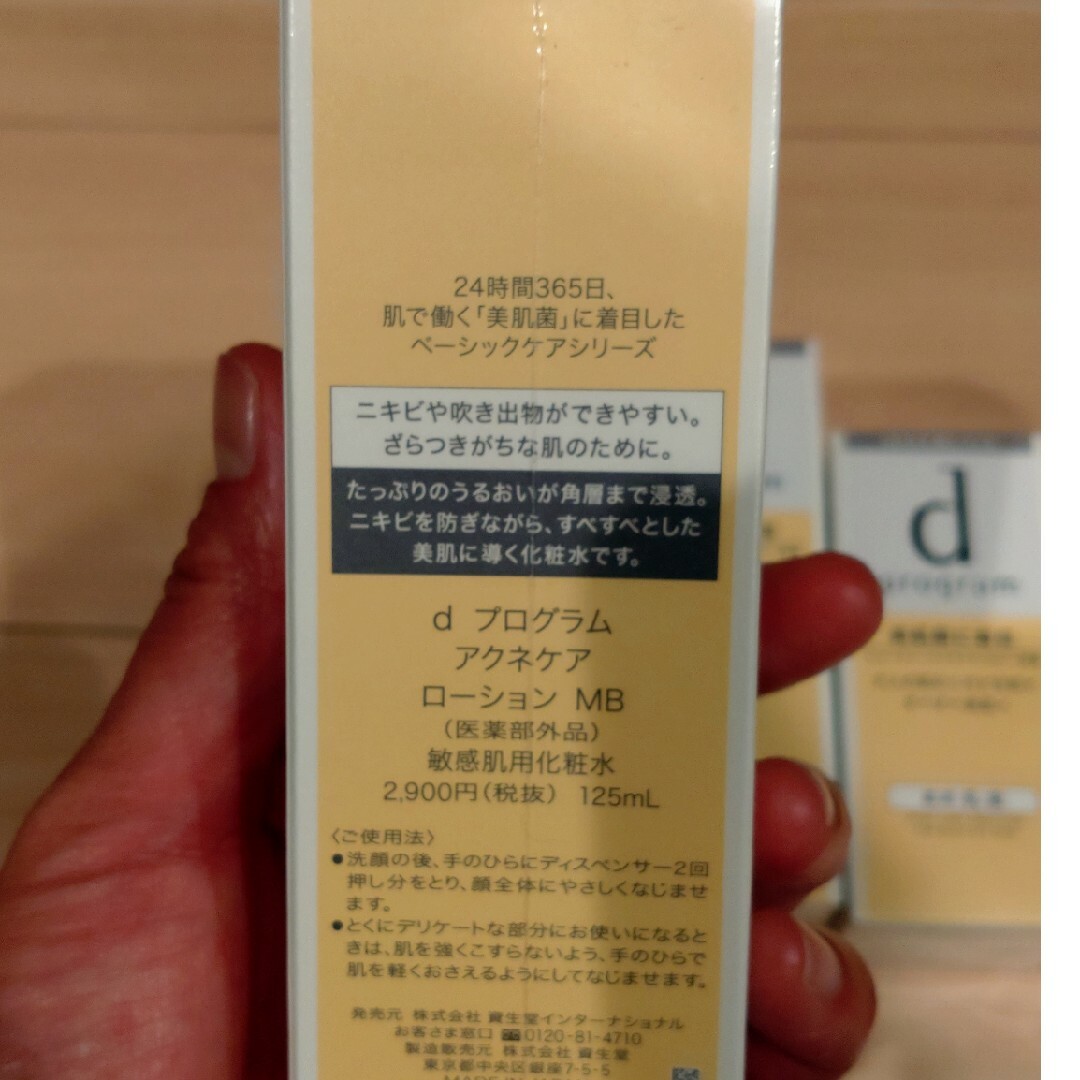 24時間365日、
肌で働く「美肌菌」に着目した
ベーシックケアシリーズ
ニキビや吹き出物ができやすい。
ざらつきがちな肌のために。
たっぷりのうるおいが角層まで浸透。
ニキビを防ぎながら、すべすべとした
美肌に導く化粧水です。
d プログラム
アクネケア
ローション MB
（医薬部外品）
敏感肌用化粧水
2,900円（税抜） 125mL
〈ご使用法〉
●洗顔の後、手のひらにディスペンサー2回
押し分をとり、顔全体にやさしくなじませ
ます。
●とくにデリケートな部分にお使いになると
きは、肌を強くこすらないよう、手のひらで
肌を軽くおさえるようにしてなじませます。
発売元 株式会社 資生堂インターナショナル
お客さま窓口 0120-81-4710
製造販売元 株式会社 資生堂
東京都中央区銀座7-5-5
d
program